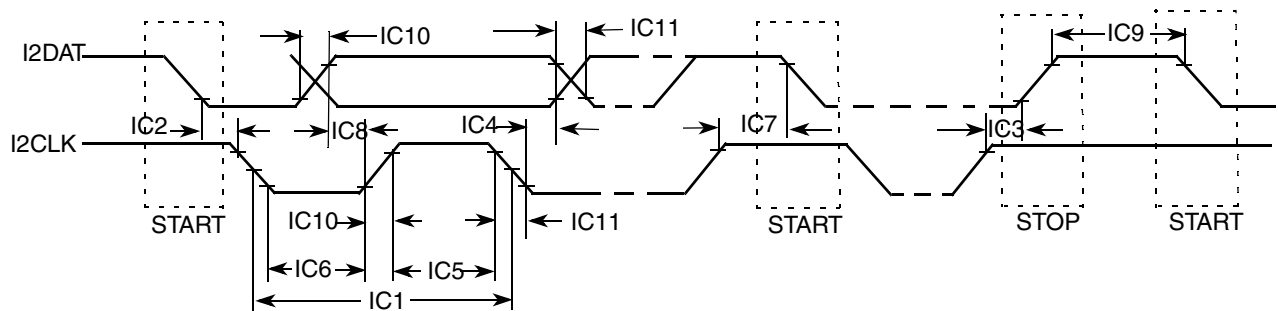 IC10 IC11 IC9
I2DAT
IC2 IC8 IC4 IC7 IC3
I2CLK
START IC10 IC11 START STOP START
IC6 IC5
IC1